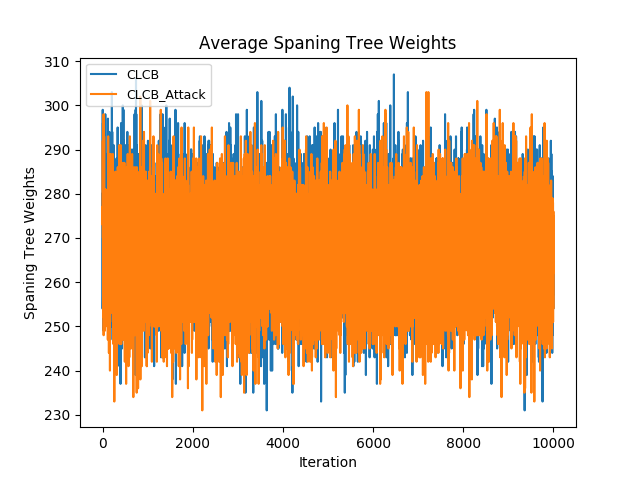 Average Spaning Tree Weights
CLCB
CLCB_Attack
Spaning Tree Weights
310
300
290
280
270
260
250
240
230
0 2000 4000 6000 8000 10000
Iteration